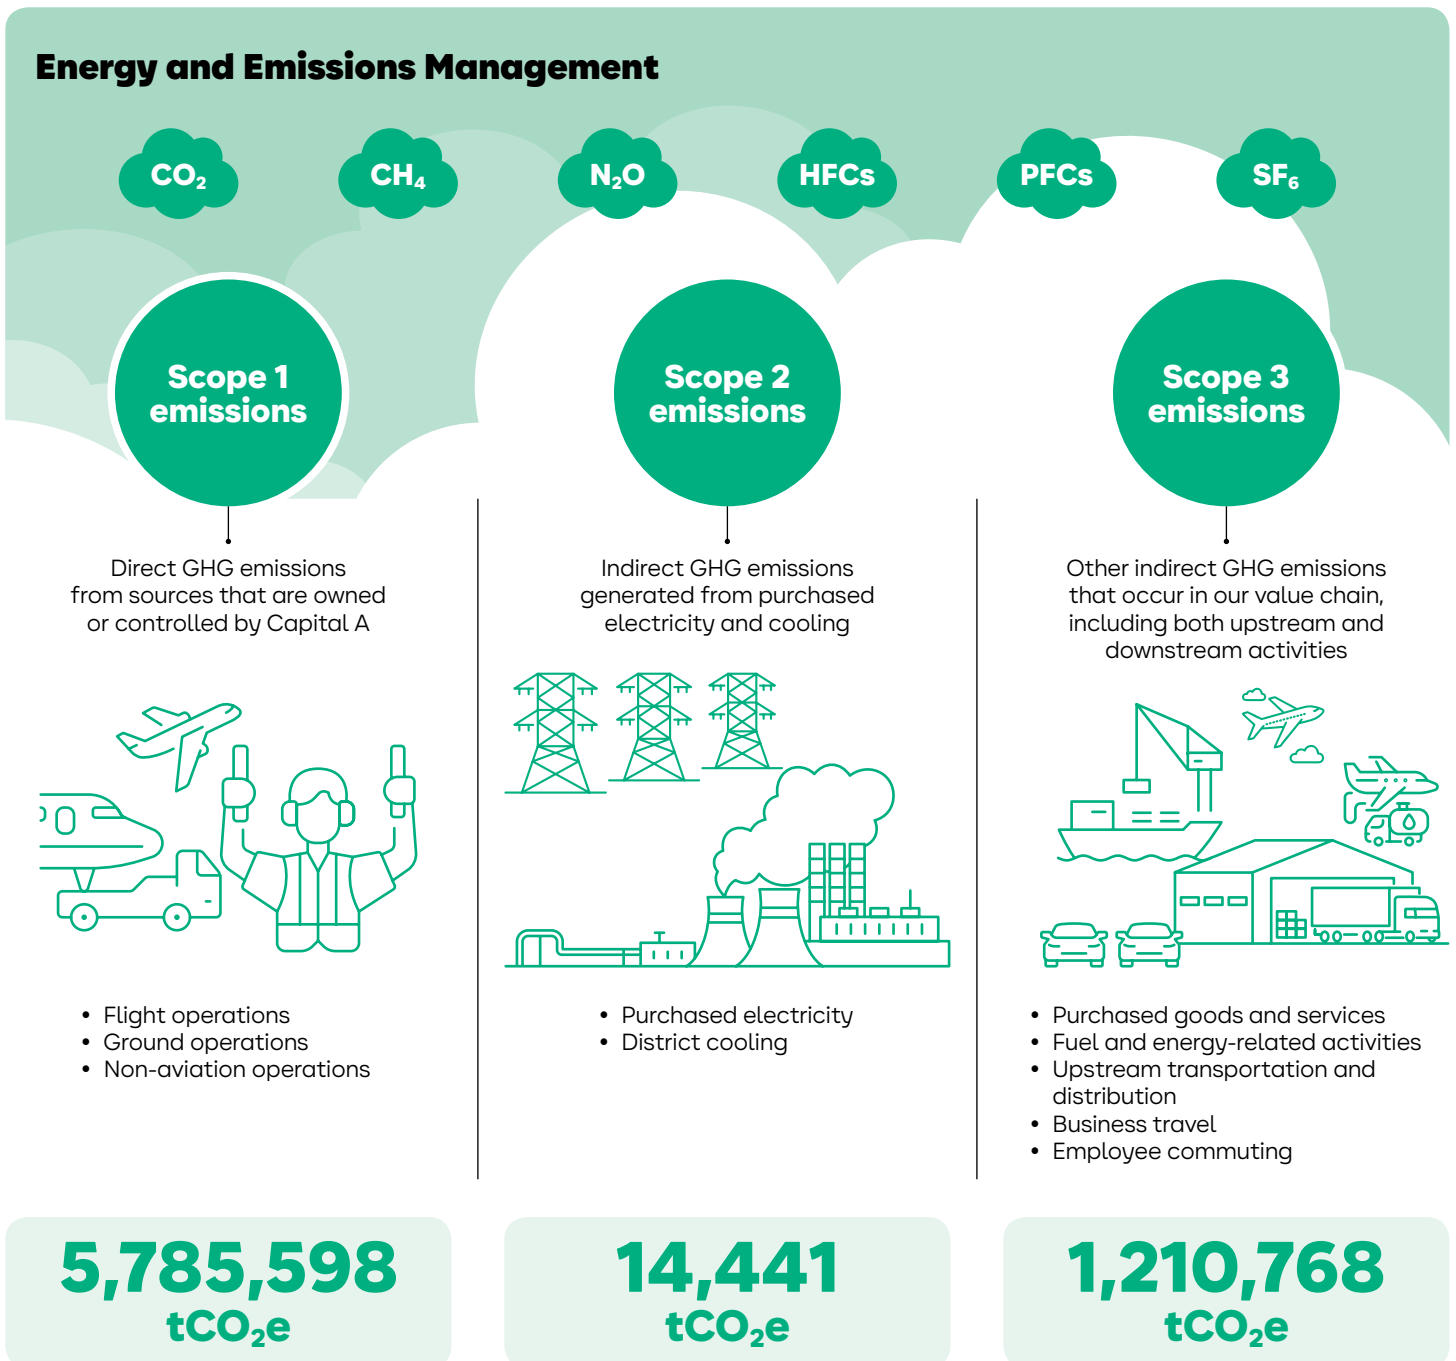 Energy and Emissions Management
CO₂
CH₄
N₂O
HFCs
PFCs
SF₆
Scope 1
emissions
Direct GHG emissions
from sources that are owned
or controlled by Capital A
• Flight operations
• Ground operations
• Non-aviation operations
5,785,598
tCO₂e
Scope 2
emissions
Indirect GHG emissions
generated from purchased
electricity and cooling
• Purchased electricity
• District cooling
14,441
tCO₂e
Scope 3
emissions
Other indirect GHG emissions
that occur in our value chain,
including both upstream and
downstream activities
• Purchased goods and services
• Fuel and energy-related activities
• Upstream transportation and
distribution
• Business travel
• Employee commuting
1,210,768
tCO₂e